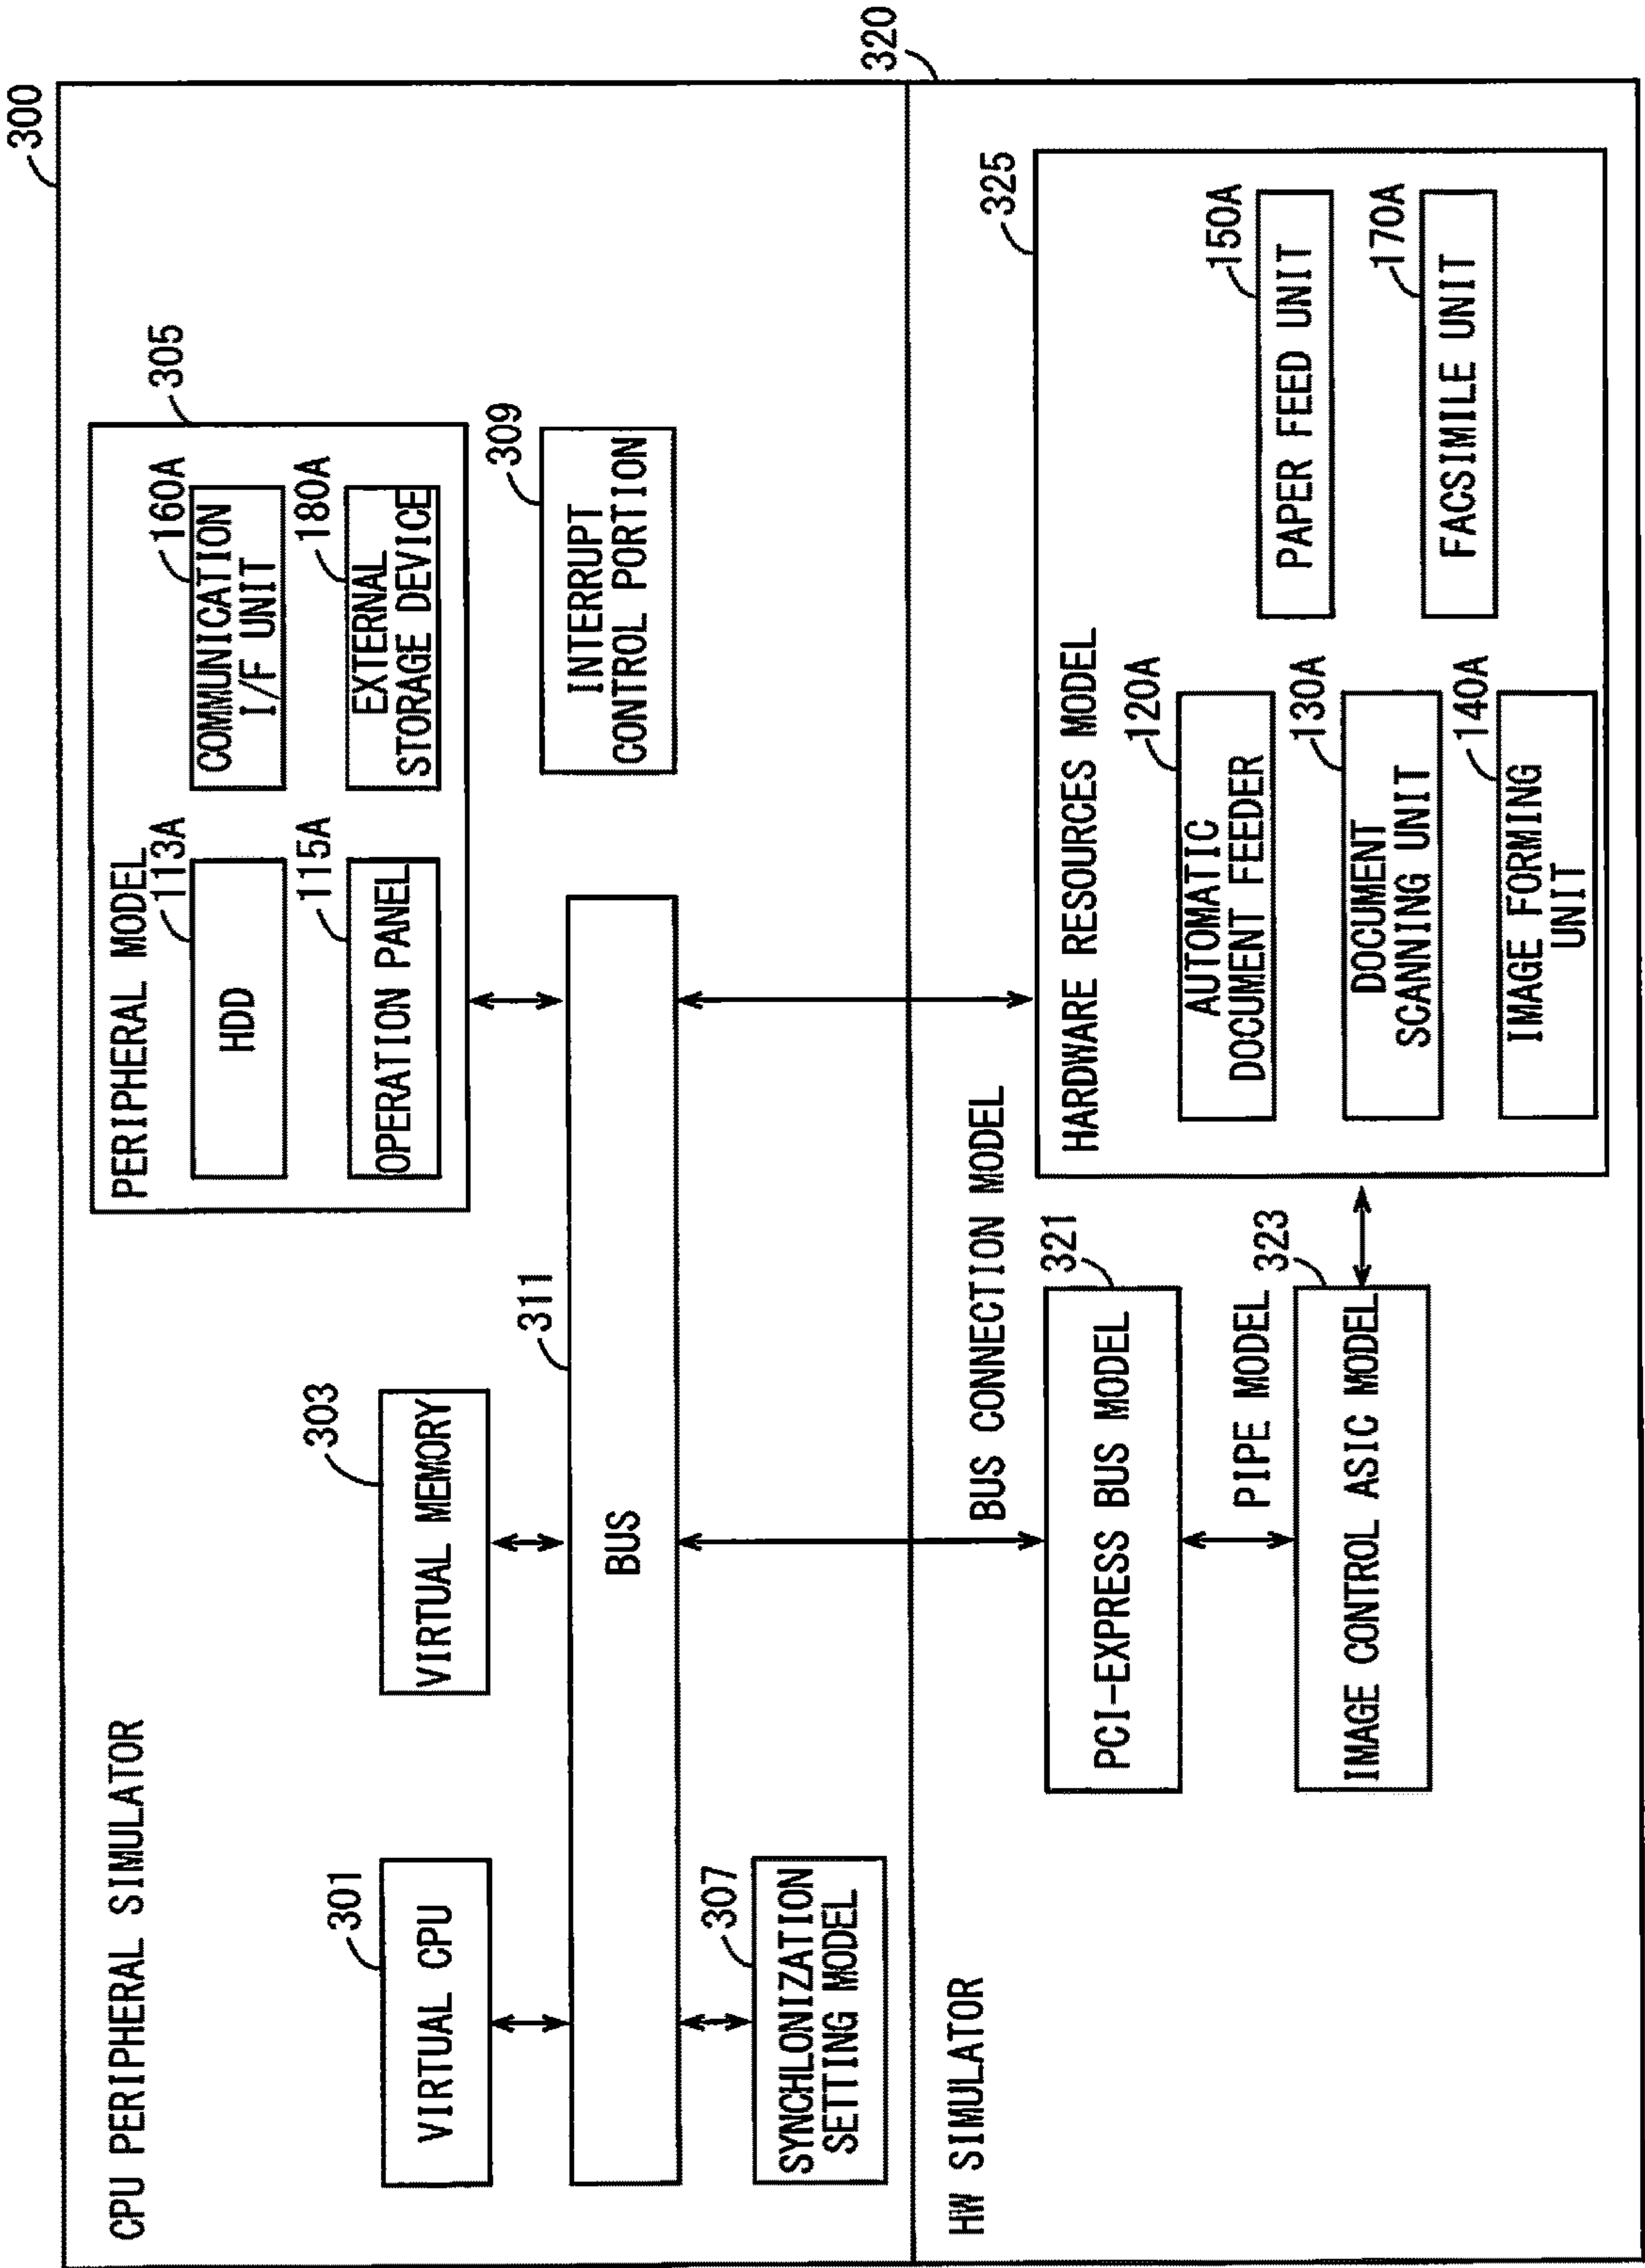 300
CPU PERIPHERAL SIMULATOR
PERIPHERAL MODEL
305
113A
HDD
160A
COMMUNICATION
I/F UNIT
115A
OPERATION PANEL
180A
EXTERNAL
STORAGE DEVICE
301
VIRTUAL CPU
303
VIRTUAL MEMORY
309
INTERRUPT
CONTROL PORTION
311
BUS
307
SYNCHLONIZATION
SETTING MODEL
320
HW SIMULATOR
BUS CONNECTION MODEL
321
PCI-EXPRESS BUS MODEL
PIPE MODEL
323
IMAGE CONTROL ASIC MODEL
325
HARDWARE RESOURCES MODEL
120A
AUTOMATIC
DOCUMENT FEEDER
150A
PAPER FEED UNIT
130A
DOCUMENT
SCANNING UNIT
170A
FACSIMILE UNIT
140A
IMAGE FORMING
UNIT